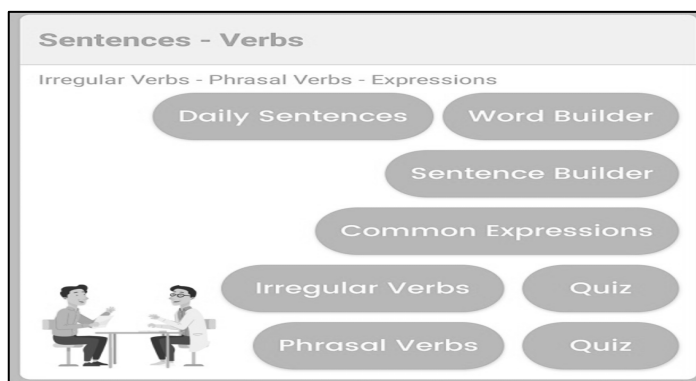 Sentences - Verbs
Irregular Verbs - Phrasal Verbs - Expressions
Daily Sentences Word Builder
Sentence Builder
Common Expressions
Irregular Verbs Quiz
Phrasal Verbs Quiz